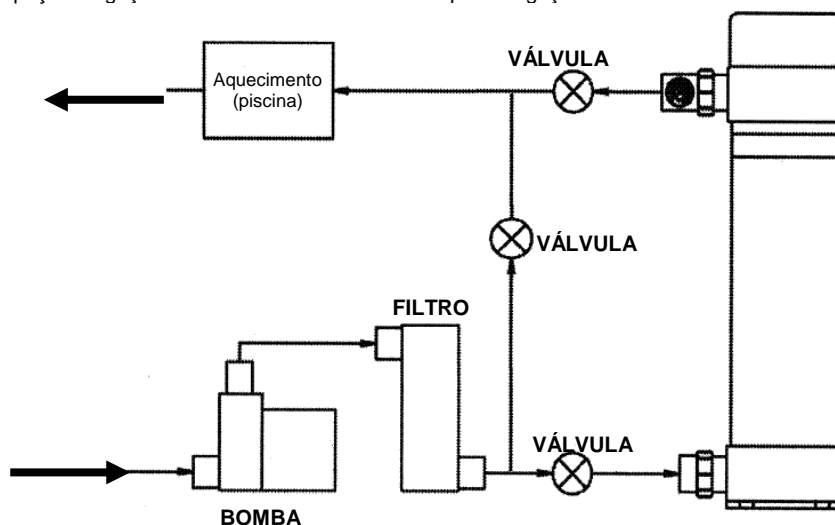 VÁLVULA
Aquecimento
(piscina)
VÁLVULA
FILTRO
VÁLVULA
BOMBA